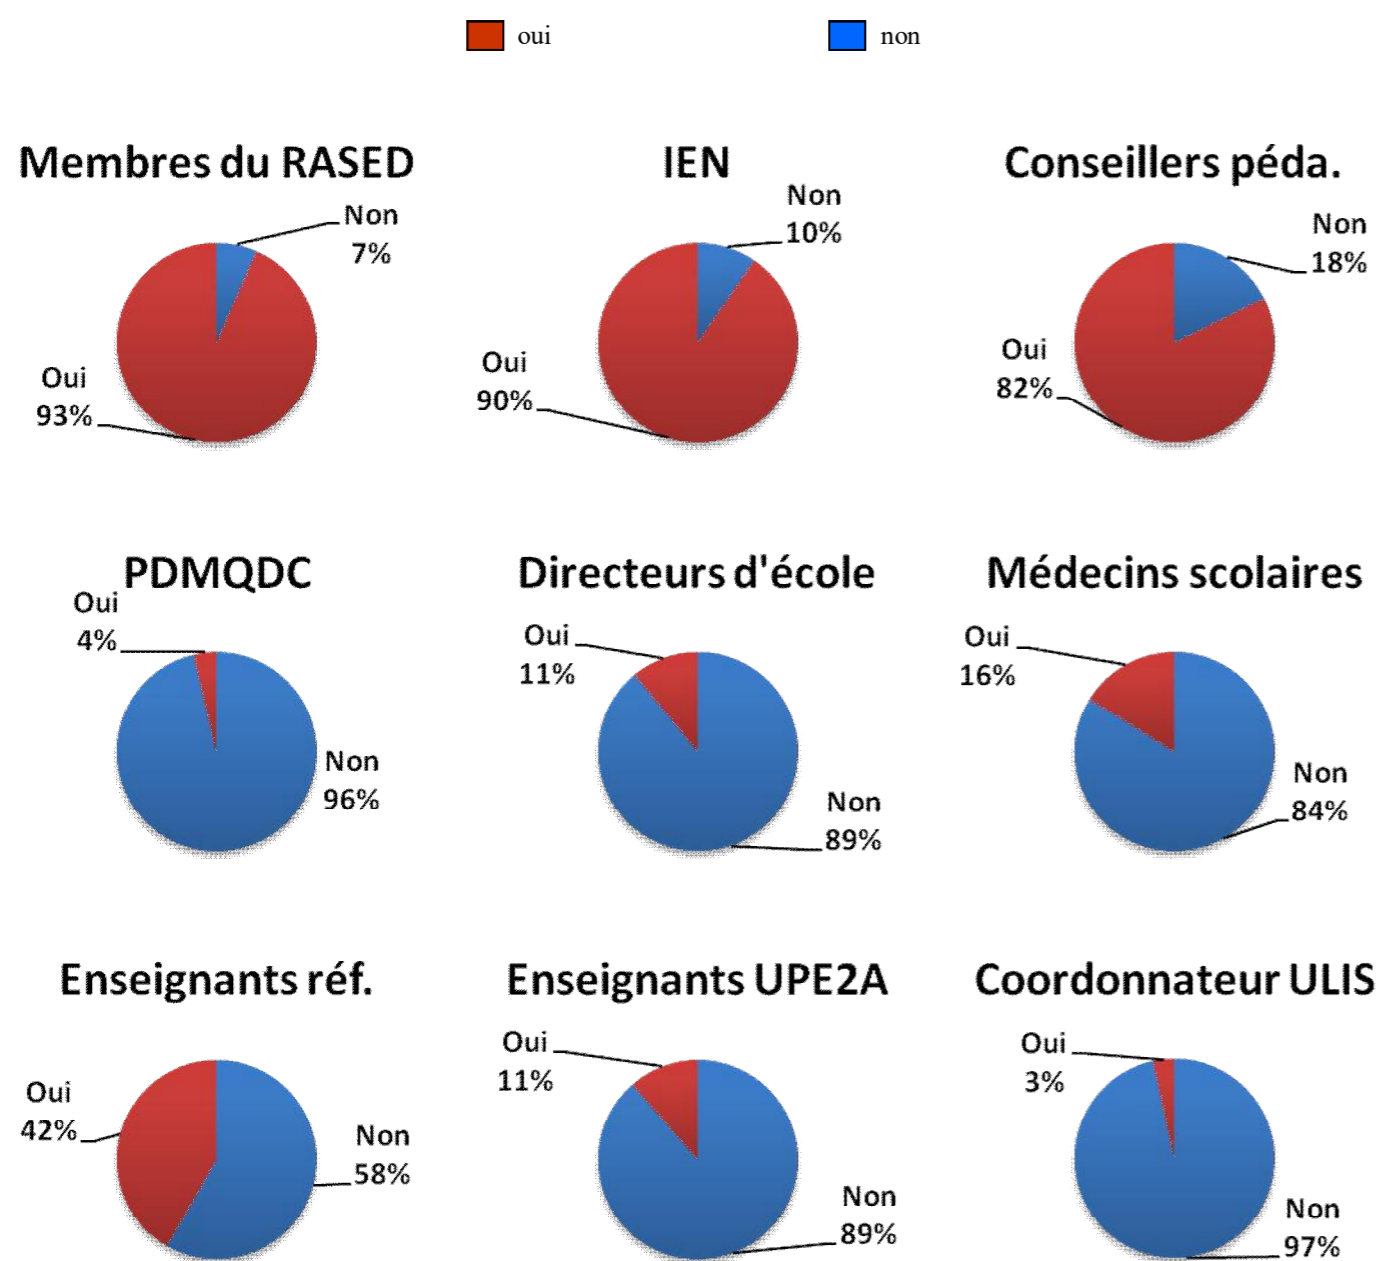 oui
non
Membres du RASED
Non
7%
Oui
93%
IEN
Non
10%
Oui
90%
Conseillers péda.
Non
18%
Oui
82%
PDMQDC
Oui
4%
Non
96%
Directeurs d'école
Oui
11%
Non
89%
Médecins scolaires
Oui
16%
Non
84%
Enseignants réf.
Oui
42%
Non
58%
Enseignants UPE2A
Oui
11%
Non
89%
Coordonnateur ULIS
Oui
3%
Non
97%